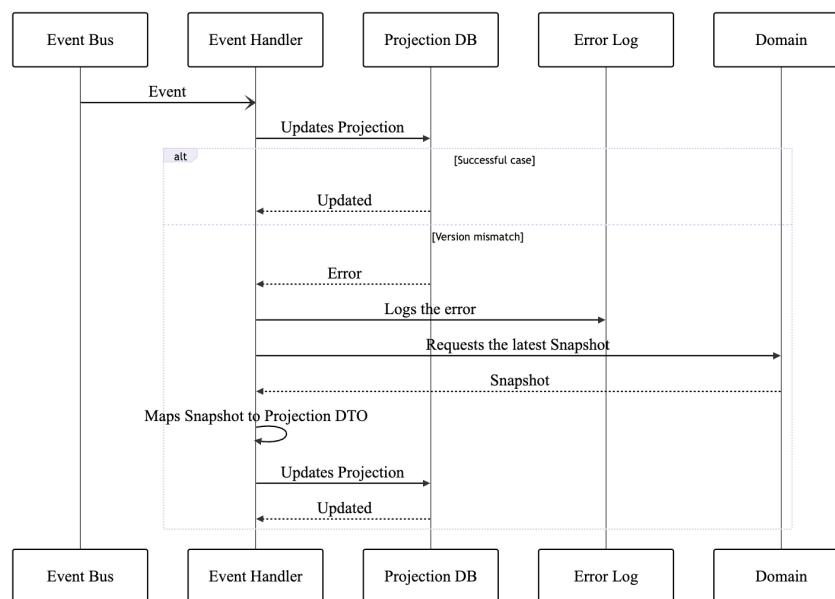 Event Bus
Event Handler
Projection DB
Error Log
Domain
Event
Updates Projection
alt
[Successful case]
Updated
[Version mismatch]
Error
Logs the error
Requests the latest Snapshot
Snapshot
Maps Snapshot to Projection DTO
Updates Projection
Updated
Event Bus
Event Handler
Projection DB
Error Log
Domain